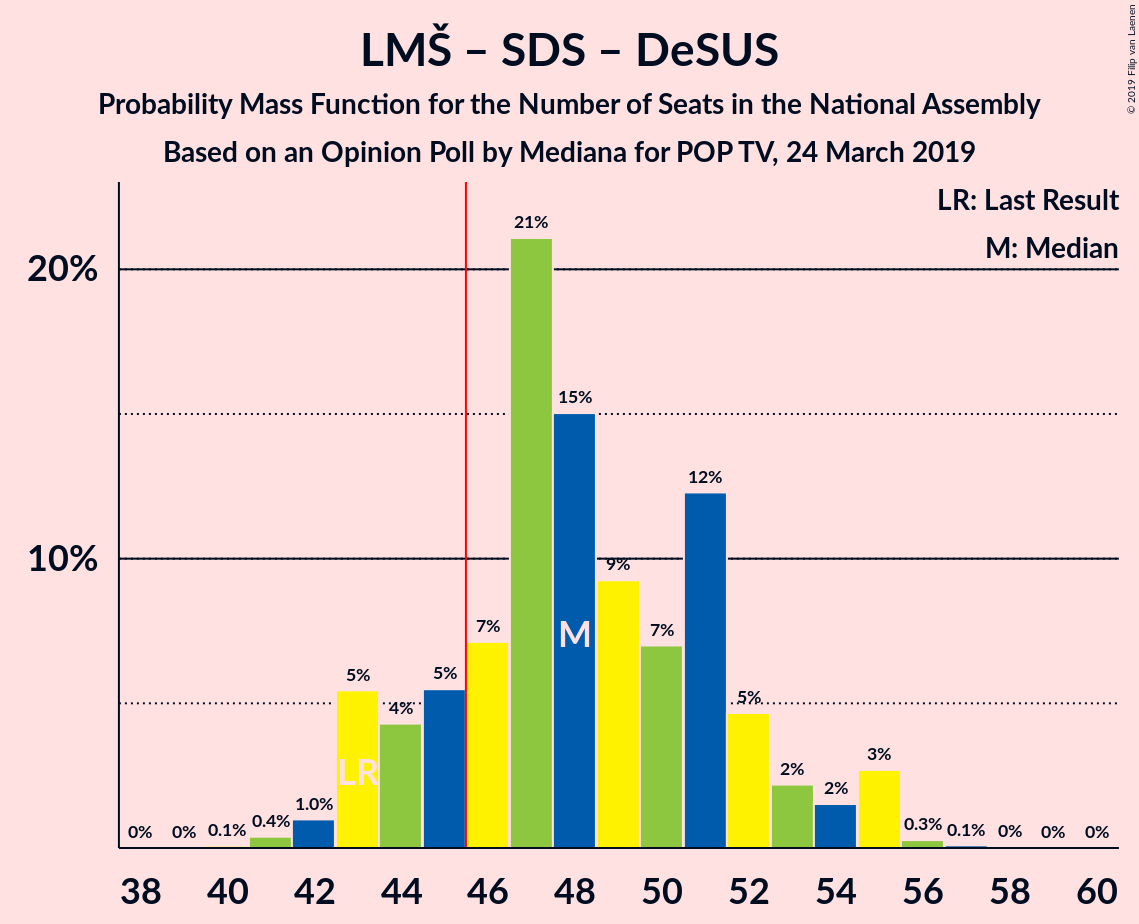 LMŠ – SDS – DeSUS
Probability Mass Function for the Number of Seats in the National Assembly
Based on an Opinion Poll by Mediana for POP TV, 24 March 2019
© 2019 Filip van Laenen
LR: Last Result
M: Median
20%
10%
0%
0%
0.1%
0.4%
1.0%
5%
4%
5%
7%
21%
15%
9%
7%
12%
5%
2%
2%
3%
0.3%
0.1%
0%
0%
0%
LR
M
38 40 42 44 46 48 50 52 54 56 58 60